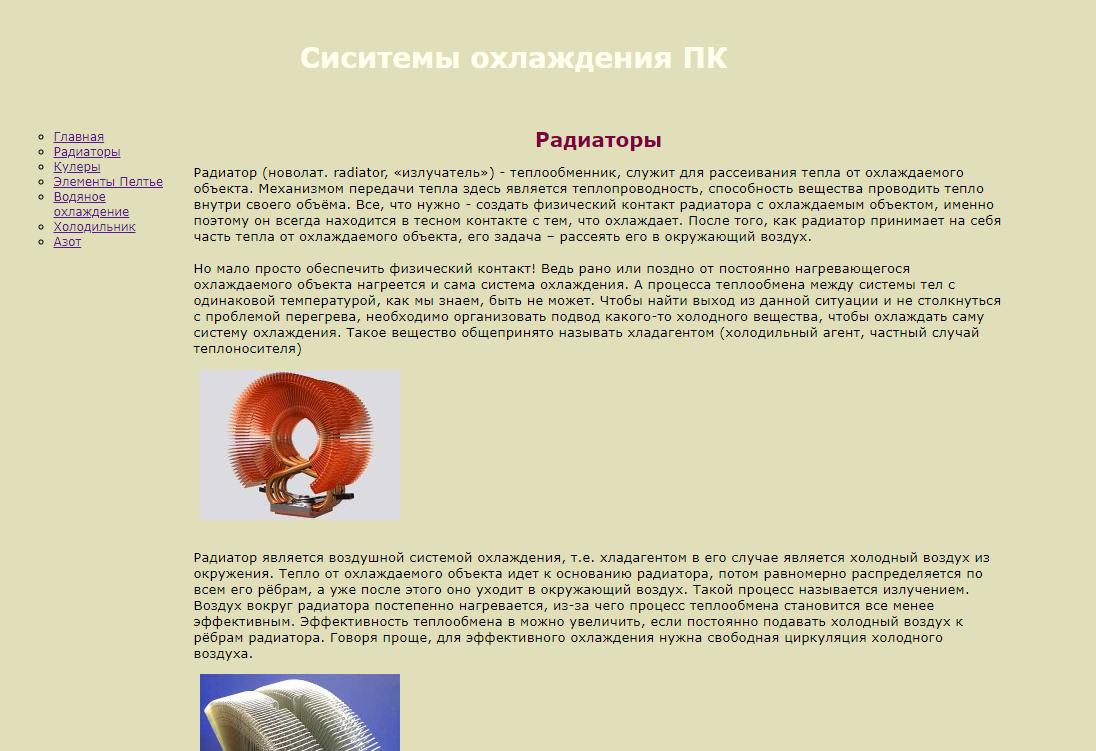 Сиситемы охлаждения ПК
Главная
Радиаторы
Кулеры
Элементы Пелтье
Водяное
охлаждение
Холодильник
Азот
Радиаторы
Радиатор (новолат. radiator, «излучатель») - теплообменник, служит для рассеивания тепла от охлаждаемого
объекта. Механизмом передачи тепла здесь является теплопроводность, способность вещества проводить тепло
внутри своего объёма. Все, что нужно - создать физический контакт радиатора с охлаждаемым объектом, именно
поэтому он всегда находится в тесном контакте с тем, что охлаждает. После того, как радиатор принимает на себя
часть тепла от охлаждаемого объекта, его задача – рассеять его в окружающий воздух.
Но мало просто обеспечить физический контакт! Ведь рано или поздно от постоянно нагревающегося
охлаждаемого объекта нагреется и сама система охлаждения. А процесса теплообмена между системы тел с
одинаковой температурой, как мы знаем, быть не может. Чтобы найти выход из данной ситуации и не столкнуться
с проблемой перегрева, необходимо организовать подвод какого-то холодного вещества, чтобы охлаждать саму
систему охлаждения. Такое вещество общепринято называть хладагентом (холодильный агент, частный случай
теплоносителя)
Радиатор является воздушной системой охлаждения, т.е. хладагентом в его случае является холодный воздух из
окружения. Тепло от охлаждаемого объекта идет к основанию радиатора, потом равномерно распределяется по
всем его рёбрам, а уже после этого оно уходит в окружающий воздух. Такой процесс называется излучением.
Воздух вокруг радиатора постепенно нагревается, из-за чего процесс теплообмена становится все менее
эффективным. Эффективность теплообмена в можно увеличить, если постоянно подавать холодный воздух к
рёбрам радиатора. Говоря проще, для эффективного охлаждения нужна свободная циркуляция холодного
воздуха.